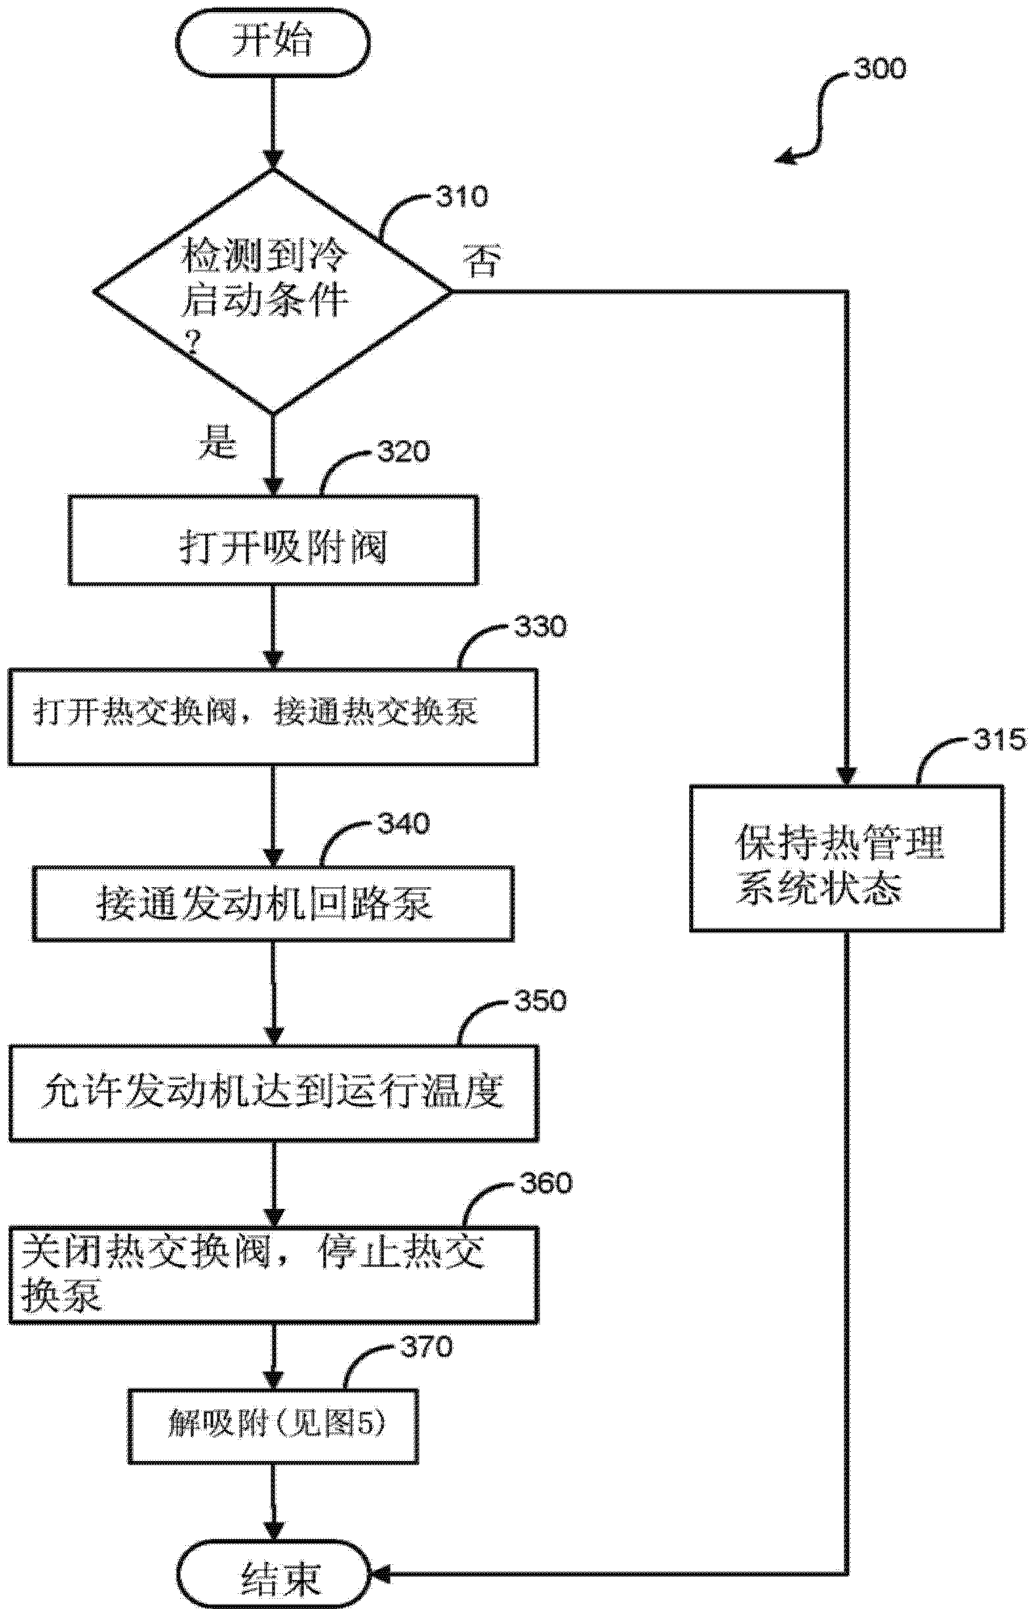 开始
300
310
检测到冷
启动条件
?
否
是
320
打开吸附阀
330
打开热交换阀，接通热交换泵
315
保持热管理
系统状态
340
接通发动机回路泵
350
允许发动机达到运行温度
360
关闭热交换阀，停止热交
换泵
370
解吸附(见图5)
结束